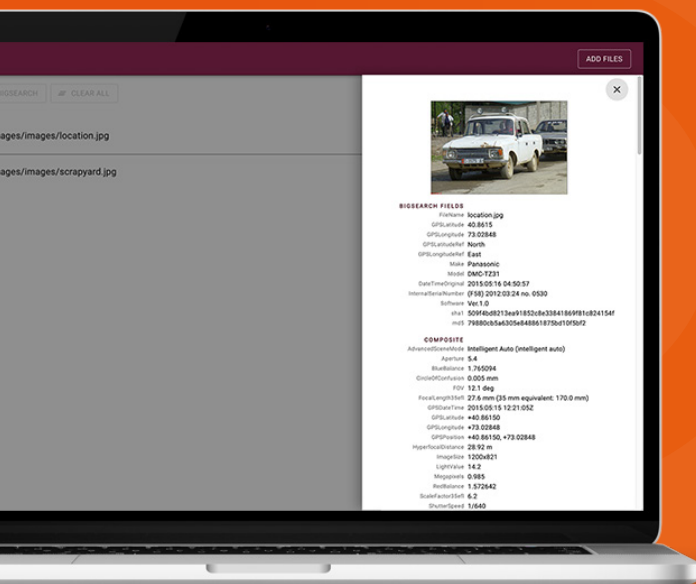 ADD FILES
BIGSEARCH
CLEAR ALL
ages/images/location.jpg
ages/images/scrapyard.jpg
BIGSEARCH FIELDS
FileName location.jpg
GPSLatitude 40.8615
GPSLongitude 73.02848
GPSLatitudeRef North
GPSLongitudeRef East
Make Panasonic
Model DMC-TZ31
DateTimeOriginal 2015:05:16 04:50:57
InternalSerialNumber (F58) 2012:03:24 no. 0530
Software Ver.1.0
sha1 509f4bd8213ea91852c8e33841869f81c824154f
md5 79880cb5a6305e848861875bd10f5bf2
COMPOSITE
AdvancedSceneMode Intelligent Auto (intelligent auto)
Aperture 5.4
BlueBalance 1.765094
CircleOfConfusion 0.005 mm
FOV 12.1 deg
FocalLength35efl 27.6 mm (35 mm equivalent: 170.0 mm)
GPSDateTime 2015:05:15 12:21:05Z
GPSLatitude +40.86150
GPSLongitude +73.02848
GPSPosition +40.86150, +73.02848
HyperfocalDistance 28.92 m
ImageSize 1200x821
LightValue 14.2
Megapixels 0.985
RedBalance 1.572642
ScaleFactor35efl 6.2
ShutterSpeed 1/640